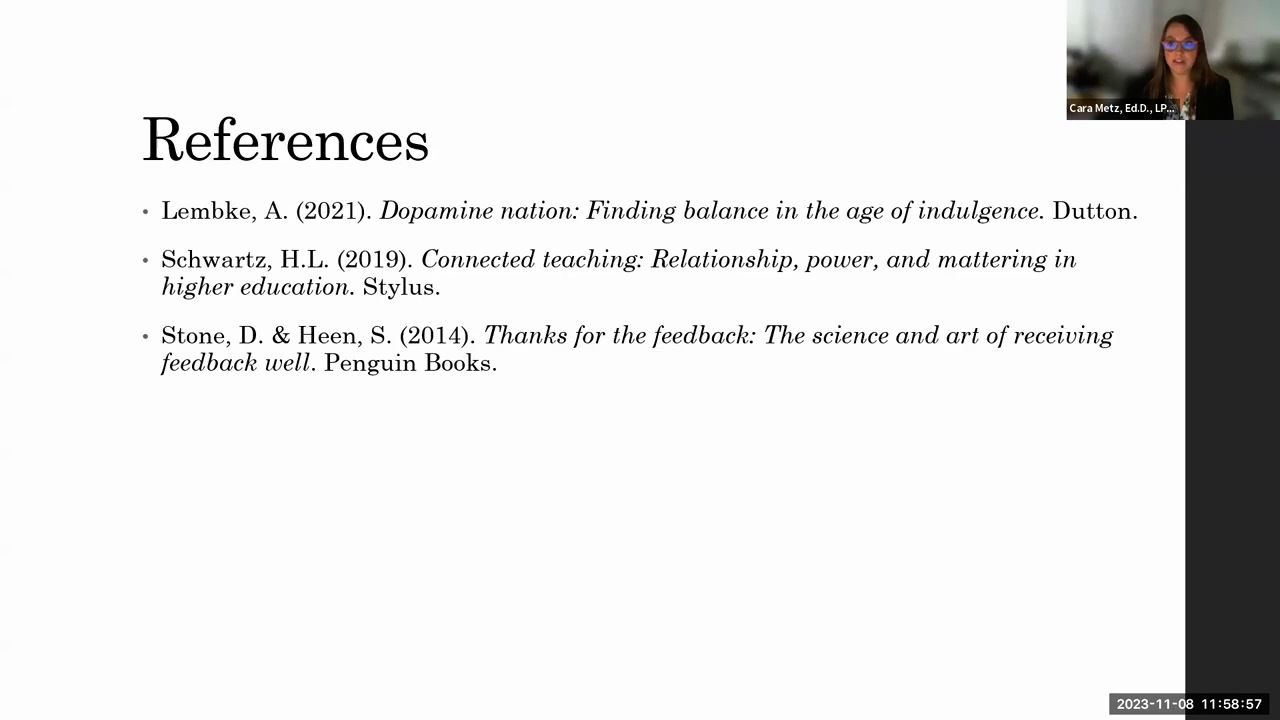 Cara Metz, Ed.D., LP...
References
• Lembke, A. (2021). Dopamine nation: Finding balance in the age of indulgence. Dutton.
• Schwartz, H.L. (2019). Connected teaching: Relationship, power, and mattering in
higher education. Stylus.
• Stone, D. & Heen, S. (2014). Thanks for the feedback: The science and art of receiving
feedback well. Penguin Books.
2023-11-08 11:58:57